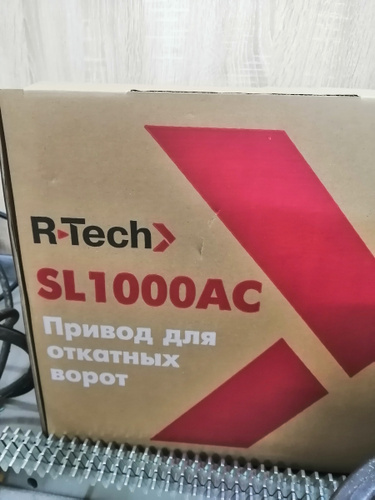 R-Tech
SL1000AC
Привод для
откатных
ворот